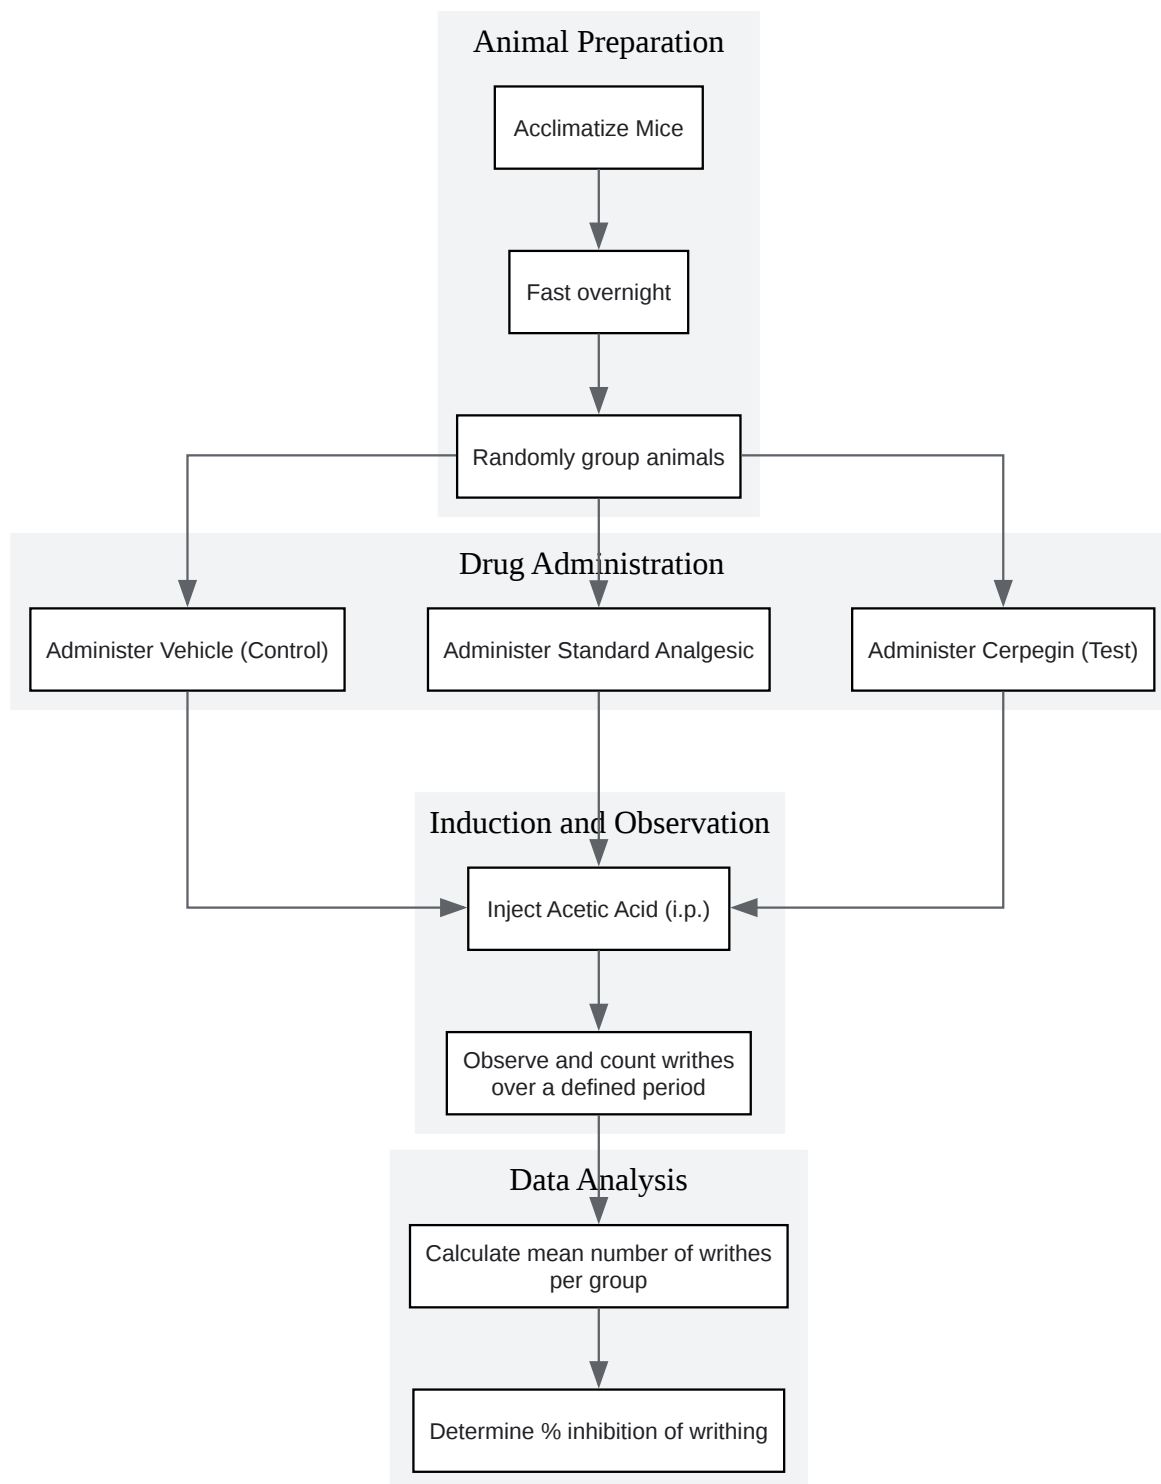 Animal Preparation
Acclimatize Mice
Fast overnight
Randomly group animals
Drug Administration
Administer Vehicle (Control)
Administer Standard Analgesic
Administer Cerpegin (Test)
Induction and Observation
Inject Acetic Acid (i.p.)
Observe and count writhes
over a defined period
Data Analysis
Calculate mean number of writhes
per group
Determine % inhibition of writhing